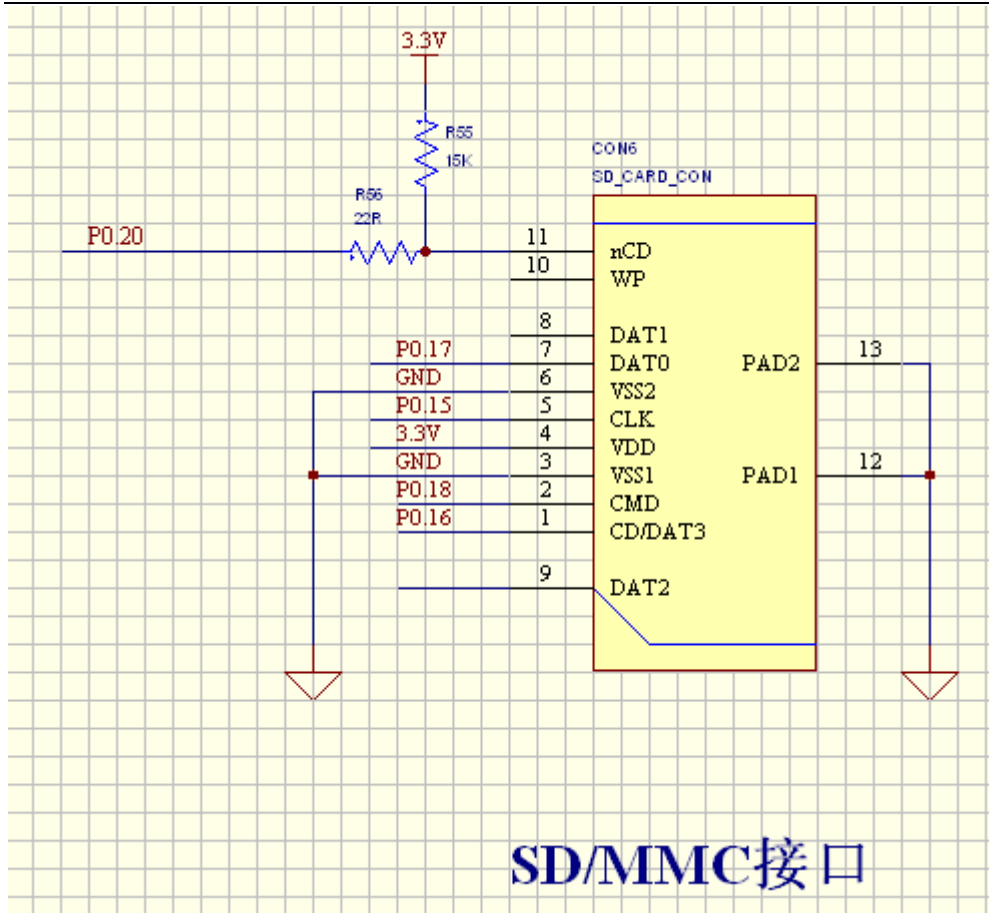 3.3V
R55
15K
CON6
SD_CARD_CON
R56
22R
P0.20
11
nCD
10
WP
8
DAT1
P0.17
7
DAT0
PAD2
13
GND
6
VSS2
P0.15
5
CLK
3.3V
4
VDD
GND
3
VSS1
PAD1
12
P0.18
2
CMD
P0.16
1
CD/DAT3
9
DAT2
SD/MMC接口